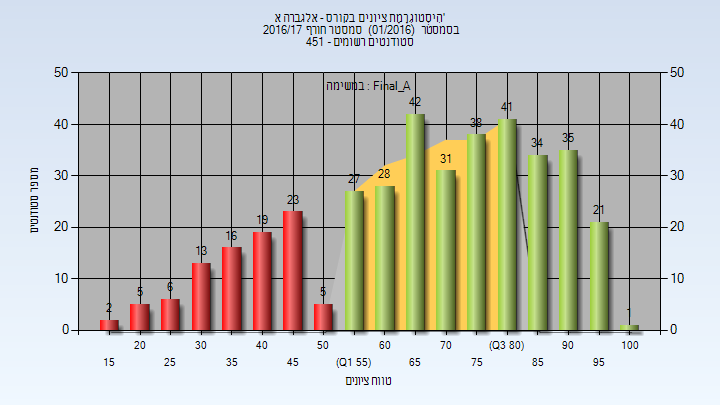 היסטוגרמת ציונים בקורס - אלגברה א'
בסמסטר (01/2016) סמסטר חורף 2016/17
סטודנטים רשומים - 451
במשימה : Final_A
50 50
40 40
30 30
20 20
10 10
0 0
מספר סטודנטים
2 5 6 13 16 19 23 5 27 28 42 31 38 41 34 35 21 1
20 30 40 50 60 70 (Q3 80) 90 100
15 25 35 45 (Q1 55) 65 75 85 95
טווח ציונים